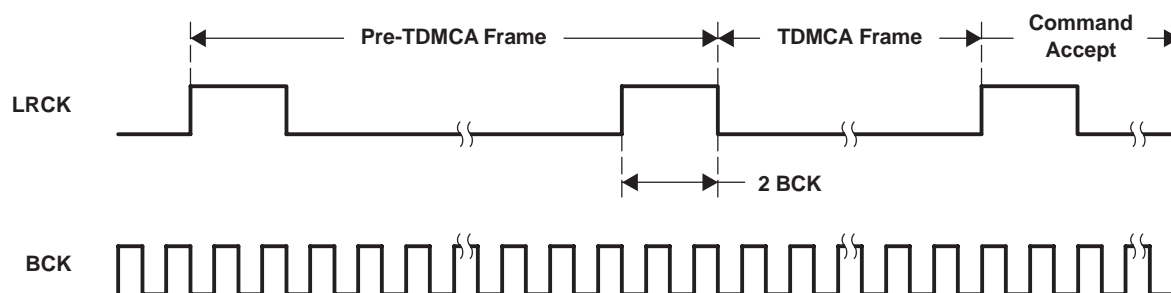 Pre-TDMCA Frame
TDMCA Frame
Command
Accept
LRCK
2 BCK
BCK